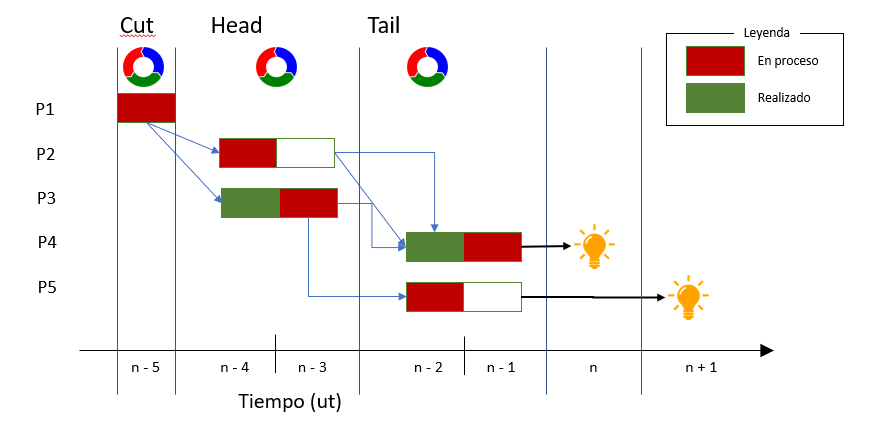 Cut Head Tail
Leyenda
En proceso
Realizado
P1
P2
P3
P4
P5
n - 5 n - 4 n - 3 n - 2 n - 1 n n + 1
Tiempo (ut)